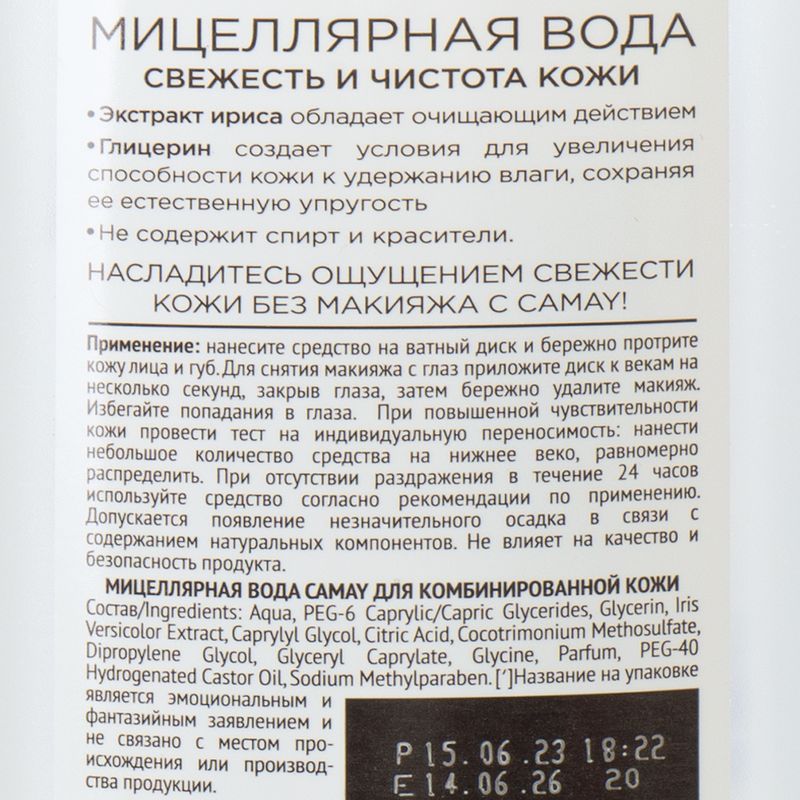 МИЦЕЛЛЯРНАЯ ВОДА
СВЕЖЕСТЬ И ЧИСТОТА КОЖИ
•Экстракт ириса обладает очищающим действием
•Глицерин создает условия для увеличения
способности кожи к удержанию влаги, сохраняя
ее естественную упругость
•Не содержит спирт и красители.
НАСЛАДИТЕСЬ ОЩУЩЕНИЕМ СВЕЖЕСТИ
КОЖИ БЕЗ МАКИЯЖА С CAMAY!
Применение: нанесите средство на ватный диск и бережно протрите
кожу лица и губ. Для снятия макияжа с глаз приложите диск к векам на
несколько секунд, закрыв глаза, затем бережно удалите макияж.
Избегайте попадания в глаза. При повышенной чувствительности
кожи провести тест на индивидуальную переносимость: нанести
небольшое количество средства на нижнее веко, равномерно
распределить. При отсутствии раздражения в течение 24 часов
используйте средство согласно рекомендации по применению.
Допускается появление незначительного осадка в связи с
содержанием натуральных компонентов. Не влияет на качество и
безопасность продукта.
МИЦЕЛЛЯРНАЯ ВОДА CAMAY ДЛЯ КОМБИНИРОВАННОЙ КОЖИ
Состав/Ingredients: Aqua, PEG-6 Caprylic/Capric Glycerides, Glycerin, Iris
Versicolor Extract, Caprylyl Glycol, Citric Acid, Cocotrimonium Methosulfate,
Dipropylene Glycol, Glyceryl Caprylate, Glycine, Parfum, PEG-40
Hydrogenated Castor Oil, Sodium Methylparaben. [']Название на упаковке
является эмоциональным и
фантазийным заявлением и
не связано с местом про-
исхождения или производ-
ства продукции.
P 15.06.23 18:22
E 14.06.26 20